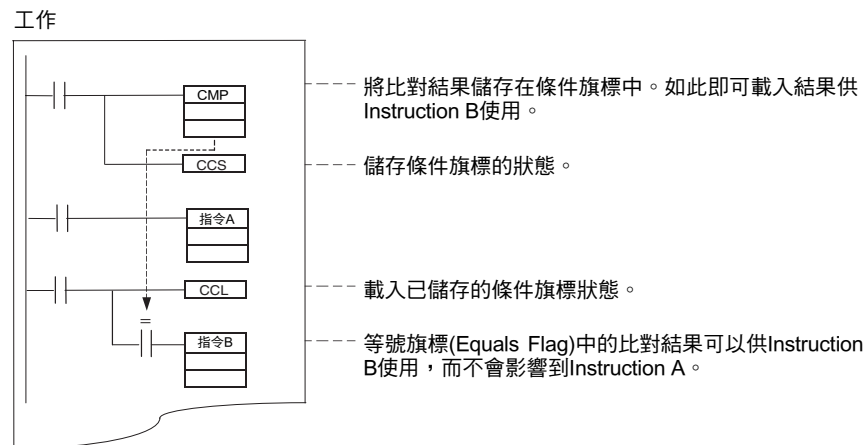 工作
CMP
將比對結果儲存在條件旗標中。如此即可載入結果供
Instruction B使用。
CCS
儲存條件旗標的狀態。
指令A
CCL
載入已儲存的條件旗標狀態。
=
指令B
等號旗標(Equals Flag)中的比對結果可以供Instruction
B使用，而不會影響到Instruction A。